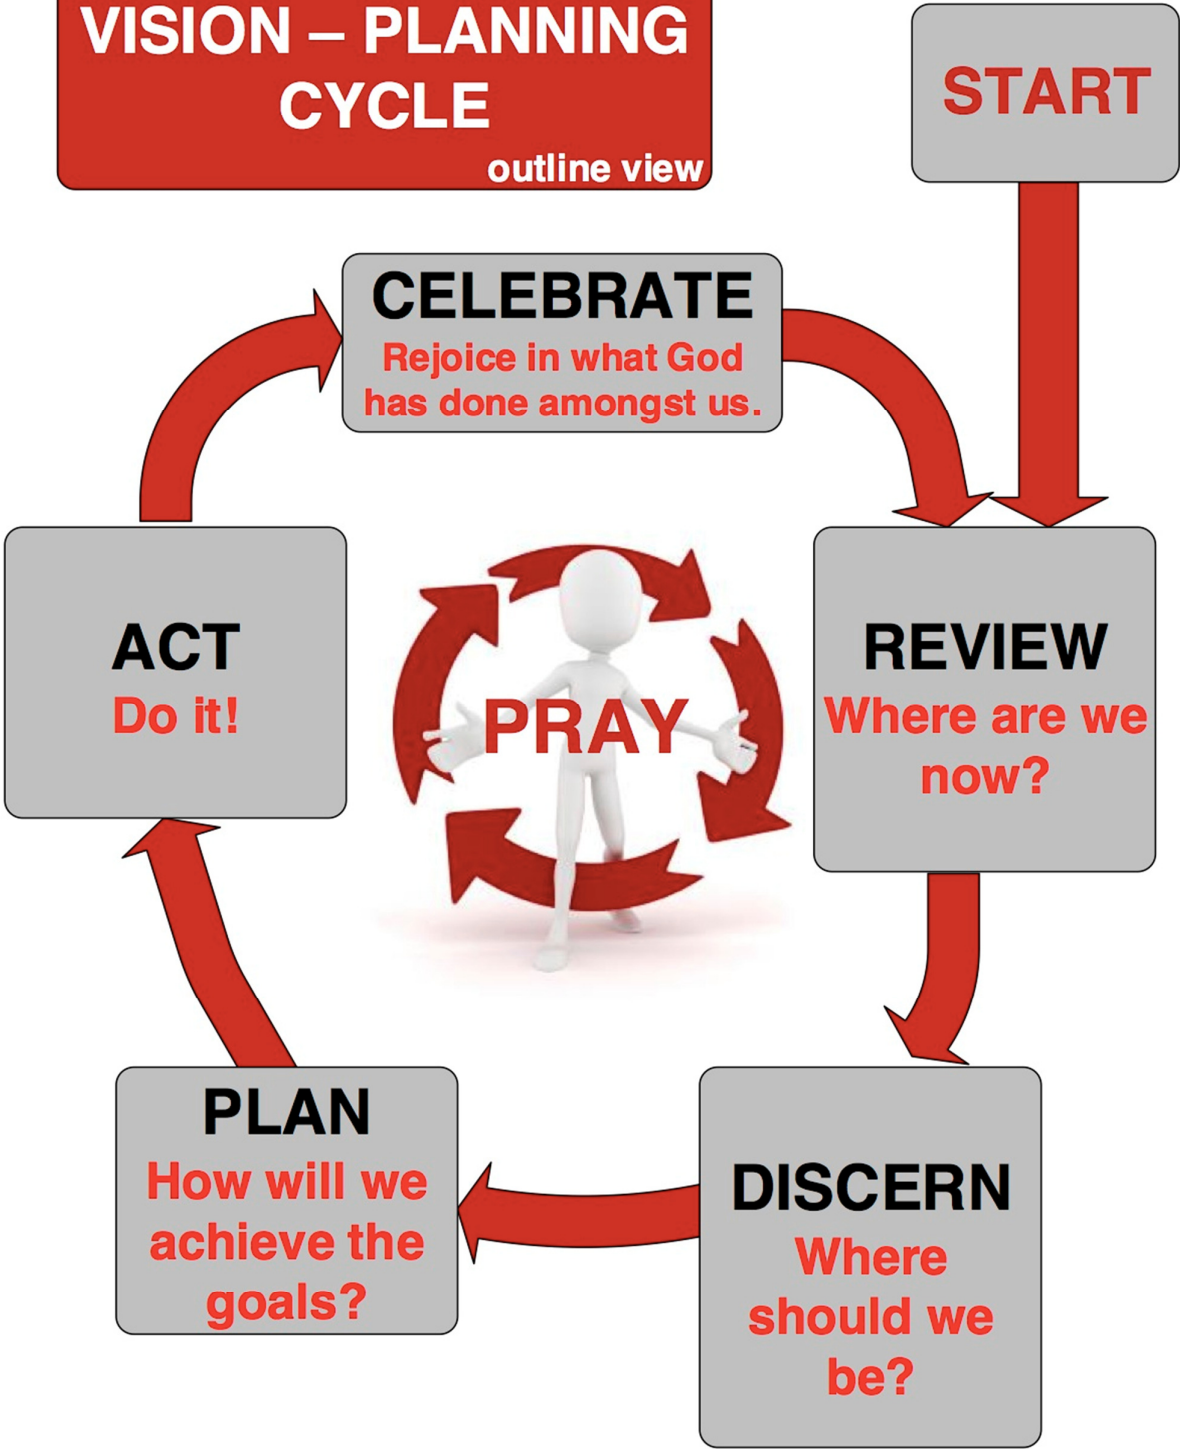 VISION – PLANNING
CYCLE
outline view
START
CELEBRATE
Rejoice in what God
has done amongst us.
ACT
Do it!
PRAY
REVIEW
Where are we
now?
PLAN
How will we
achieve the
goals?
DISCERN
Where
should we
be?